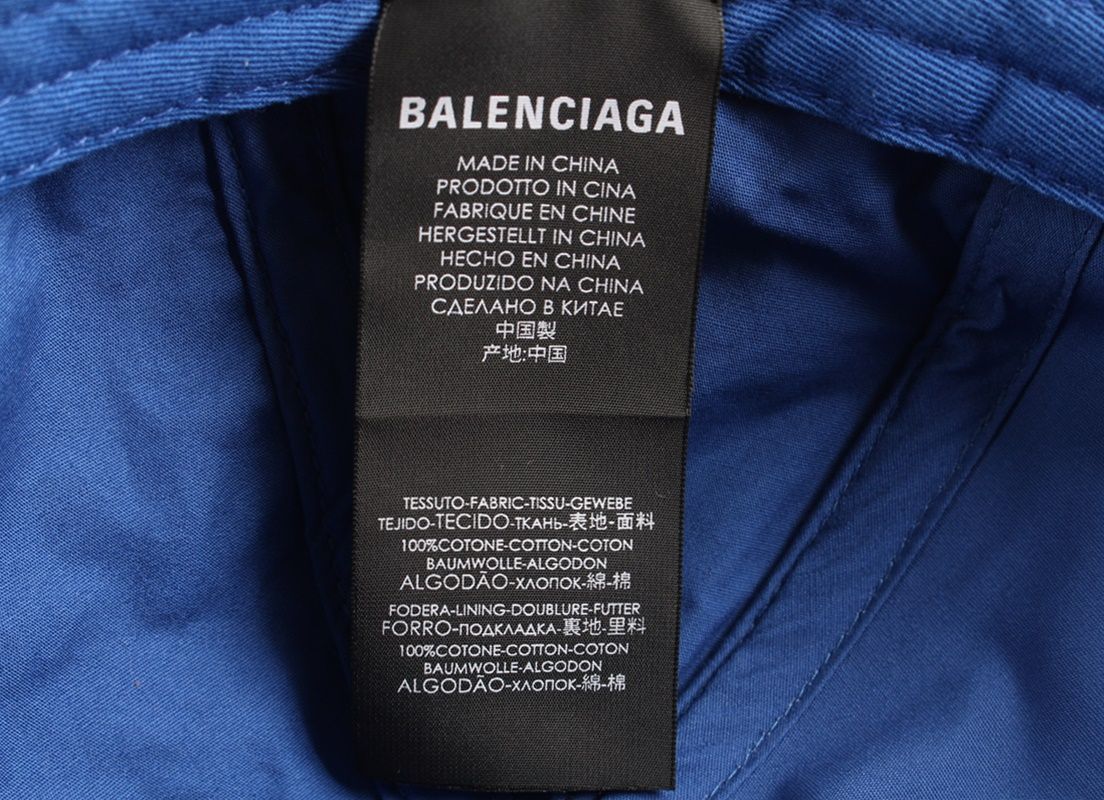 BALENCIAGA
MADE IN CHINA
PRODOTTO IN CINA
FABRIQUE EN CHINE
HERGESTELLT IN CHINA
HECHO EN CHINA
PRODUZIDO NA CHINA
СДЕЛАНО В КИТАЕ
中国製
产地:中国
TESSUTO-FABRIC-TISSU-GEWEBE
TEJIDO-TECIDO-ТКАНЬ-表地-面料
100%COTONE-COTTON-COTON
BAUMWOLLE-ALGODON
ALGODÃO-ХЛОПОК-綿-棉
FODERA-LINING-DOUBLURE-FUTTER
FORRO-ПОДКЛАДКА-裏地-里料
100%COTONE-COTTON-COTON
BAUMWOLLE-ALGODON
ALGODÃO-ХЛОПОК-綿-棉